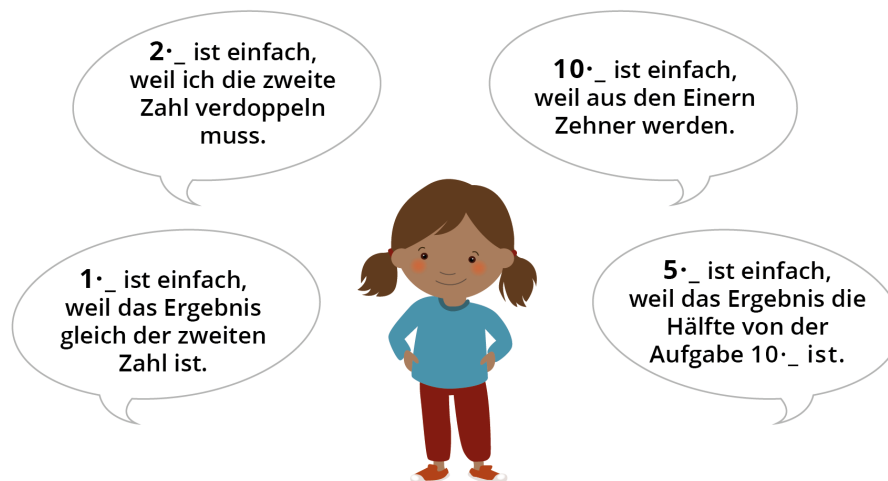 2·_ ist einfach,
weil ich die zweite
Zahl verdoppeln
muss.
10·_ ist einfach,
weil aus den Einern
Zehner werden.
1·_ ist einfach,
weil das Ergebnis
gleich der zweiten
Zahl ist.
5·_ ist einfach,
weil das Ergebnis die
Hälfte von der
Aufgabe 10·_ ist.